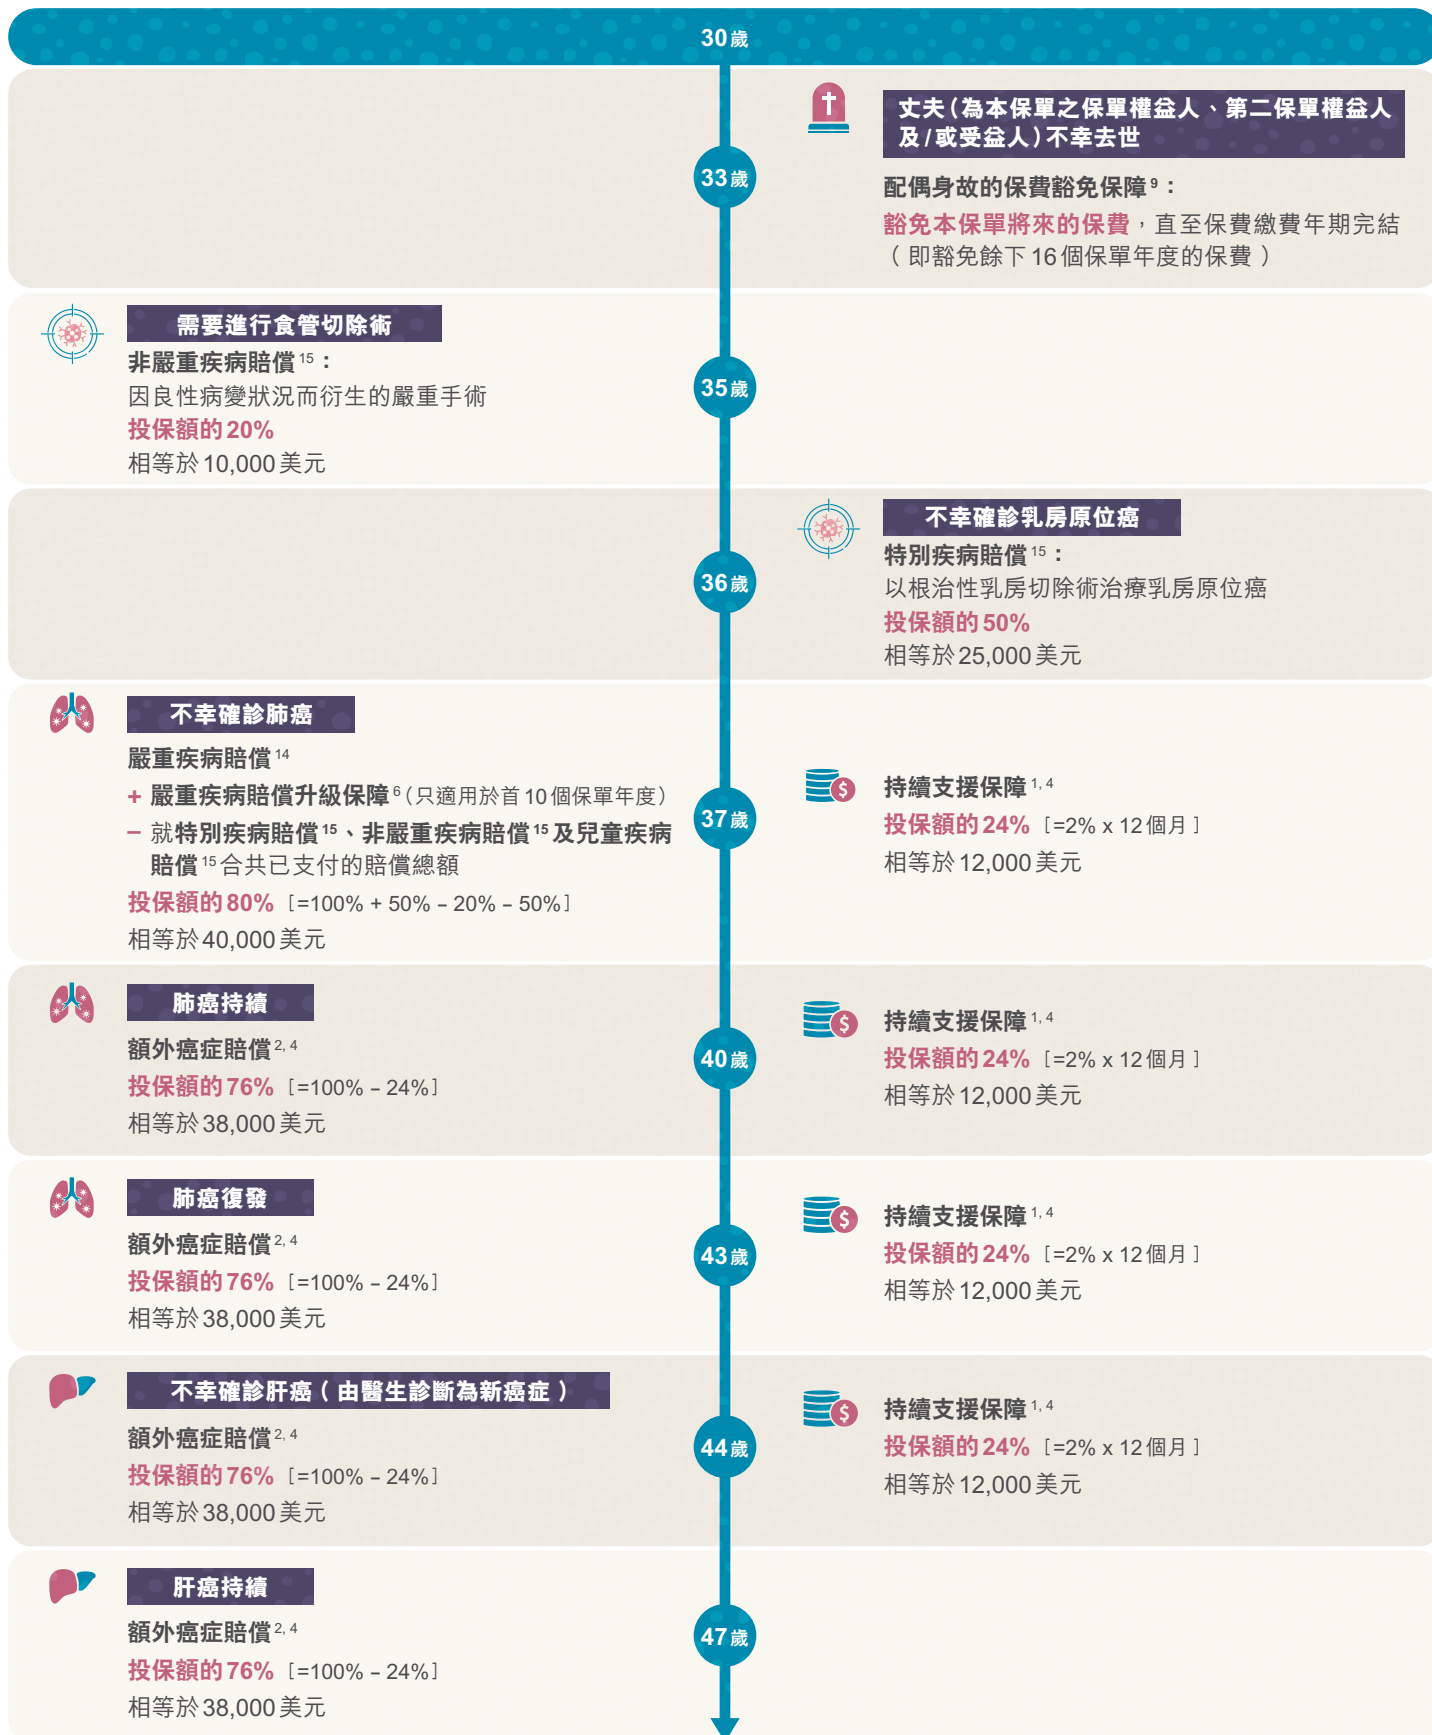 30歲
33歲
丈夫(為本保單之保單權益人、第二保單權益人
及/或受益人)不幸去世
配偶身故的保費豁免保障9：
豁免本保單將來的保費，直至保費繳費年期完結
（即豁免餘下16個保單年度的保費）
需要進行食管切除術
非嚴重疾病賠償15：
因良性病變狀況而衍生的嚴重手術
投保額的20%
相等於10,000美元
35歲
36歲
不幸確診乳房原位癌
特別疾病賠償15：
以根治性乳房切除術治療乳房原位癌
投保額的50%
相等於25,000美元
不幸確診肺癌
嚴重疾病賠償14
+ 嚴重疾病賠償升級保障6(只適用於首10個保單年度)
– 就特別疾病賠償15、非嚴重疾病賠償15及兒童疾病
賠償15合共已支付的賠償總額
投保額的80% [=100% + 50% – 20% – 50%]
相等於40,000美元
37歲
持續支援保障1, 4
投保額的24% [=2% x 12個月]
相等於12,000美元
肺癌持續
額外癌症賠償2, 4
投保額的76% [=100% – 24%]
相等於38,000美元
40歲
持續支援保障1, 4
投保額的24% [=2% x 12個月]
相等於12,000美元
肺癌復發
額外癌症賠償2, 4
投保額的76% [=100% – 24%]
相等於38,000美元
43歲
持續支援保障1, 4
投保額的24% [=2% x 12個月]
相等於12,000美元
不幸確診肝癌（由醫生診斷為新癌症）
額外癌症賠償2, 4
投保額的76% [=100% – 24%]
相等於38,000美元
44歲
持續支援保障1, 4
投保額的24% [=2% x 12個月]
相等於12,000美元
肝癌持續
額外癌症賠償2, 4
投保額的76% [=100% – 24%]
相等於38,000美元
47歲